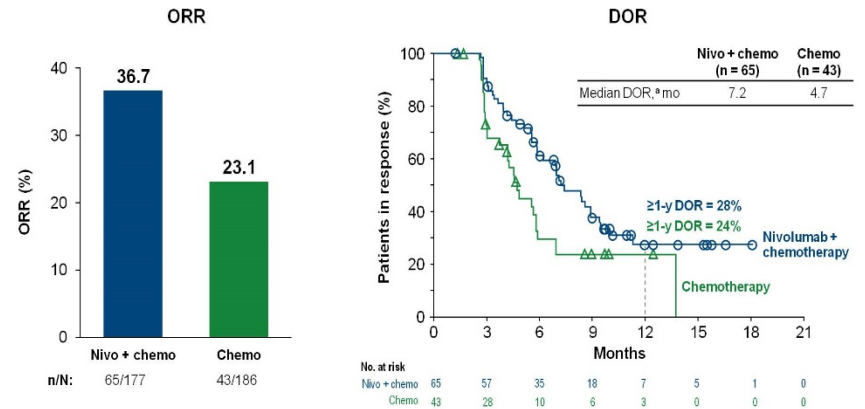 ORR
40
30
20
10
0
ORR (%)
36.7
23.1
Nivo + chemo Chemo
n/N: 65/177 43/186
DOR
100
80
60
40
20
0
Patients in response (%)
Nivo + chemo Chemo
(n = 65) (n = 43)
Median DOR,ᵃ mo 7.2 4.7
≥1-y DOR = 28%
≥1-y DOR = 24%
Nivolumab +
chemotherapy
Chemotherapy
0 3 6 9 12 15 18 21
Months
No. at risk
Nivo + chemo 65 57 35 18 7 5 1 0
Chemo 43 28 10 6 3 0 0 0